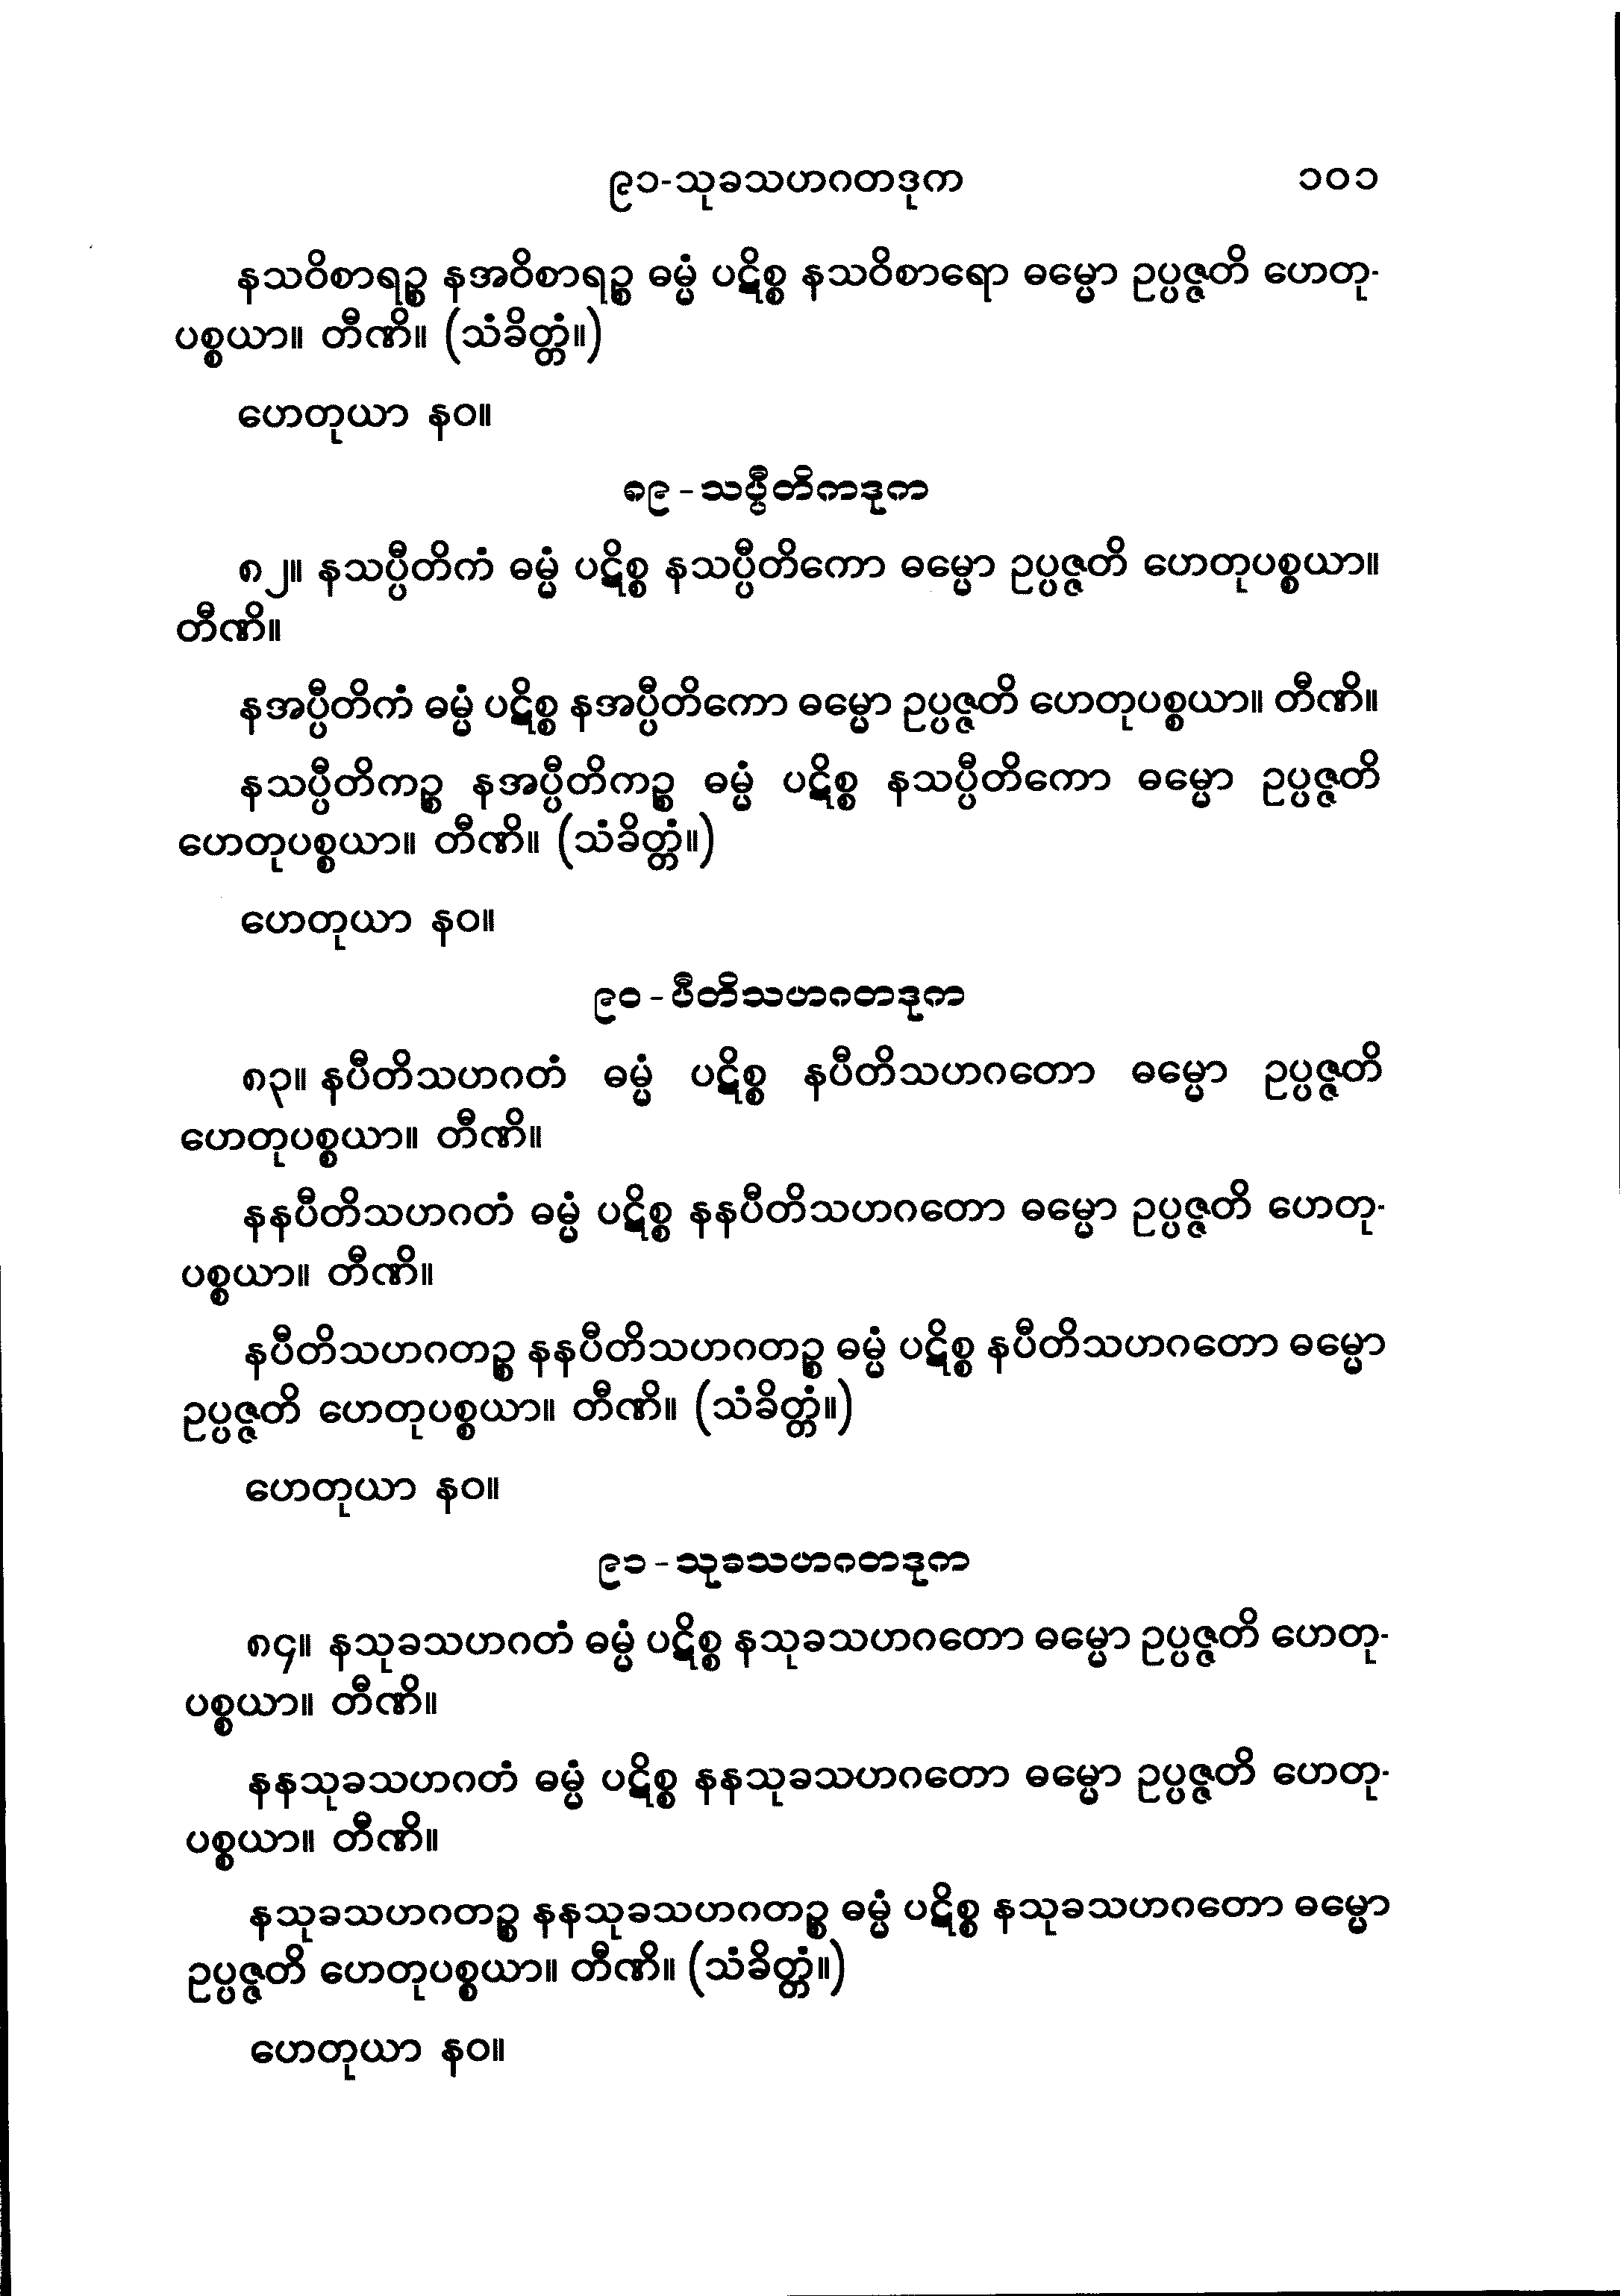 ၉၁-သုခသဟဂတဒုက ၁၀၁
နသဝိစာရဉ္စ နအဝိစာရဉ္စ ဓမ္မံ ပဋိစ္စ နသဝိစာရော ဓမ္မော ဥပ္ပဇ္ဇတိ ဟေတု-
ပစ္စယာ။ တီဏိ။ (သံခိတ္တံ။)
ဟေတုယာ နဝ။
၈၉-သပ္ပီတိကဒုက
၈၂။ နသပ္ပီတိကံ ဓမ္မံ ပဋိစ္စ နသပ္ပီတိကော ဓမ္မော ဥပ္ပဇ္ဇတိ ဟေတုပစ္စယာ။
တီဏိ။
နအပ္ပီတိကံ ဓမ္မံ ပဋိစ္စ နအပ္ပီတိကော ဓမ္မော ဥပ္ပဇ္ဇတိ ဟေတုပစ္စယာ။ တီဏိ။
နသပ္ပီတိကဉ္စ နအပ္ပီတိကဉ္စ ဓမ္မံ ပဋိစ္စ နသပ္ပီတိကော ဓမ္မော ဥပ္ပဇ္ဇတိ
ဟေတုပစ္စယာ။ တီဏိ။ (သံခိတ္တံ။)
ဟေတုယာ နဝ။
၉၀-ပီတိသဟဂတဒုက
၈၃။ နပီတိသဟဂတံ ဓမ္မံ ပဋိစ္စ နပီတိသဟဂတော ဓမ္မော ဥပ္ပဇ္ဇတိ
ဟေတုပစ္စယာ။ တီဏိ။
နနပီတိသဟဂတံ ဓမ္မံ ပဋိစ္စ နနပီတိသဟဂတော ဓမ္မော ဥပ္ပဇ္ဇတိ ဟေတု-
ပစ္စယာ။ တီဏိ။
နပီတိသဟဂတဉ္စ နနပီတိသဟဂတဉ္စ ဓမ္မံ ပဋိစ္စ နပီတိသဟဂတော ဓမ္မော
ဥပ္ပဇ္ဇတိ ဟေတုပစ္စယာ။ တီဏိ။ (သံခိတ္တံ။)
ဟေတုယာ နဝ။
၉၁-သုခသဟဂတဒုက
၈၄။ နသုခသဟဂတံ ဓမ္မံ ပဋိစ္စ နသုခသဟဂတော ဓမ္မော ဥပ္ပဇ္ဇတိ ဟေတု-
ပစ္စယာ။ တီဏိ။
နနသုခသဟဂတံ ဓမ္မံ ပဋိစ္စ နနသုခသဟဂတော ဓမ္မော ဥပ္ပဇ္ဇတိ ဟေတု-
ပစ္စယာ။ တီဏိ။
နသုခသဟဂတဉ္စ နနသုခသဟဂတဉ္စ ဓမ္မံ ပဋိစ္စ နသုခသဟဂတော ဓမ္မော
ဥပ္ပဇ္ဇတိ ဟေတုပစ္စယာ။ တီဏိ။ (သံခိတ္တံ။)
ဟေတုယာ နဝ။